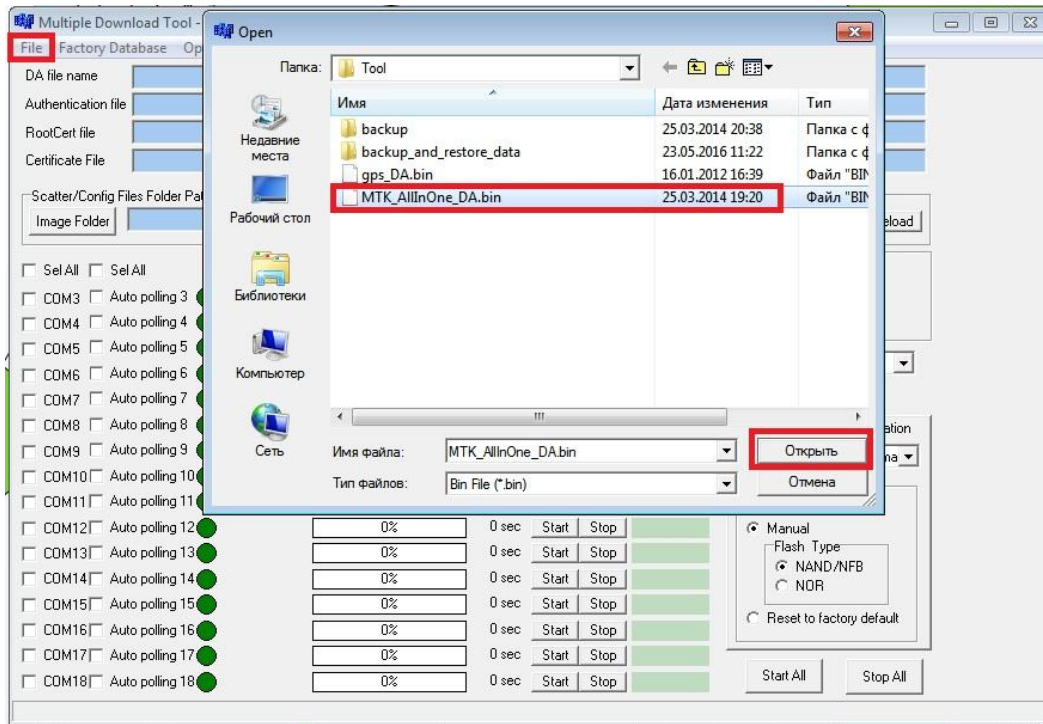 Multiple Download Tool -
Open
File Factory Database Op
DA file name
Authentication file
RootCert file
Certificate File
Scatter/Config Files Folder Pa
Image Folder
Папка: Tool
Недавние места
Рабочий стол
Библиотеки
Компьютер
Сеть
Имя Дата изменения Тип
backup 25.03.2014 20:38 Папка с ф
backup_and_restore_data 23.05.2016 11:22 Папка с ф
gps_DA.bin 16.01.2012 16:39 Файл "BIN
MTK_AllInOne_DA.bin 25.03.2014 19:20 Файл "BIN
Имя файла: MTK_AllInOne_DA.bin Открыть
Тип файлов: Bin File (*.bin) Отмена
eload
ation
na
Sel All Sel All
COM3 Auto polling 3
COM4 Auto polling 4
COM5 Auto polling 5
COM6 Auto polling 6
COM7 Auto polling 7
COM8 Auto polling 8
COM9 Auto polling 9
COM10 Auto polling 10
COM11 Auto polling 11
COM12 Auto polling 12 0% 0 sec Start Stop
COM13 Auto polling 13 0% 0 sec Start Stop
COM14 Auto polling 14 0% 0 sec Start Stop
COM15 Auto polling 15 0% 0 sec Start Stop
COM16 Auto polling 16 0% 0 sec Start Stop
COM17 Auto polling 17 0% 0 sec Start Stop
COM18 Auto polling 18 0% 0 sec Start Stop
Manual
Flash Type
NAND/NFB
NOR
Reset to factory default
Start All Stop All